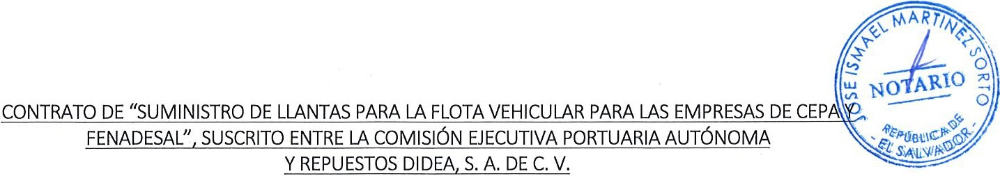 CONTRATO DE “SUMINISTRO DE LLANTAS PARA LA FLOTA VEHICULAR PARA LAS EMPRESAS DE CEPA Y
FENADESAL”, SUSCRITO ENTRE LA COMISIÓN EJECUTIVA PORTUARIA AUTÓNOMA
Y REPUESTOS DIDEA, S. A. DE C. V.
JOSE ISMAEL MARTINEZ SORTO
NOTARIO
REPÚBLICA DE
- EL SALVADOR. -